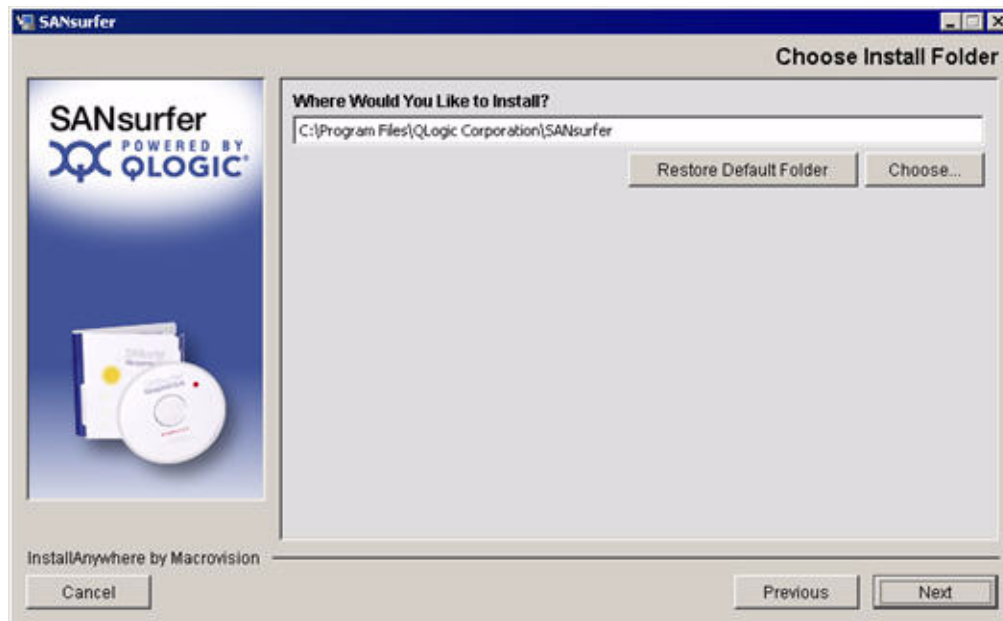 SANsurfer
Choose Install Folder
SANsurfer
POWERED BY
QLOGIC
Where Would You Like to Install?
C:\Program Files\QLogic Corporation\SANsurfer
Restore Default Folder
Choose...
InstallAnywhere by Macrovision
Cancel
Previous
Next